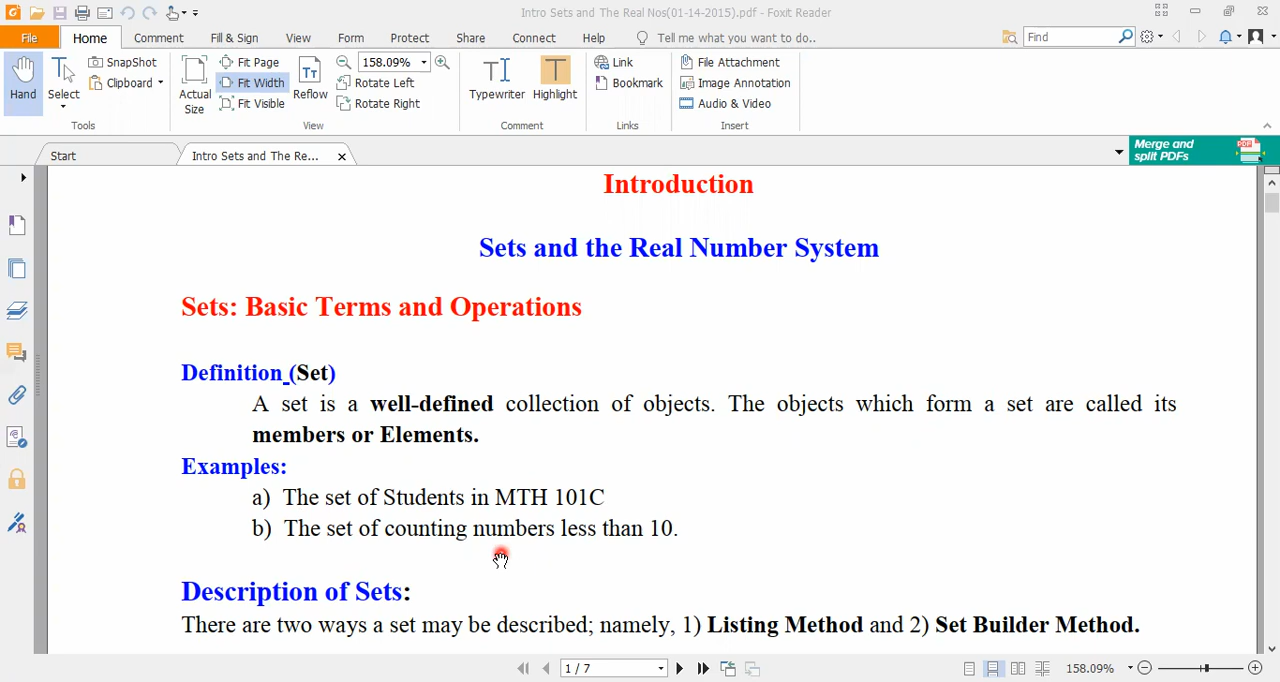 Intro Sets and The Real Nos(01-14-2015).pdf - Foxit Reader
File Home Comment Fill & Sign View Form Protect Share Connect Help Tell me what you want to do.. Find
Hand
Select
SnapShot
Clipboard
Tools
Actual Size
Fit Page
Fit Width
Fit Visible
Reflow
158.09%
Rotate Left
Rotate Right
View
Typewriter
Highlight
Comment
Link
Bookmark
Links
File Attachment
Image Annotation
Audio & Video
Insert
Start
Intro Sets and The Re...
Merge and
split PDFs
PDF
Introduction
Sets and the Real Number System
Sets: Basic Terms and Operations
Definition (Set)
A set is a well-defined collection of objects. The objects which form a set are called its
members or Elements.
Examples:
a) The set of Students in MTH 101C
b) The set of counting numbers less than 10.
Description of Sets:
There are two ways a set may be described; namely, 1) Listing Method and 2) Set Builder Method.
1 / 7
158.09%